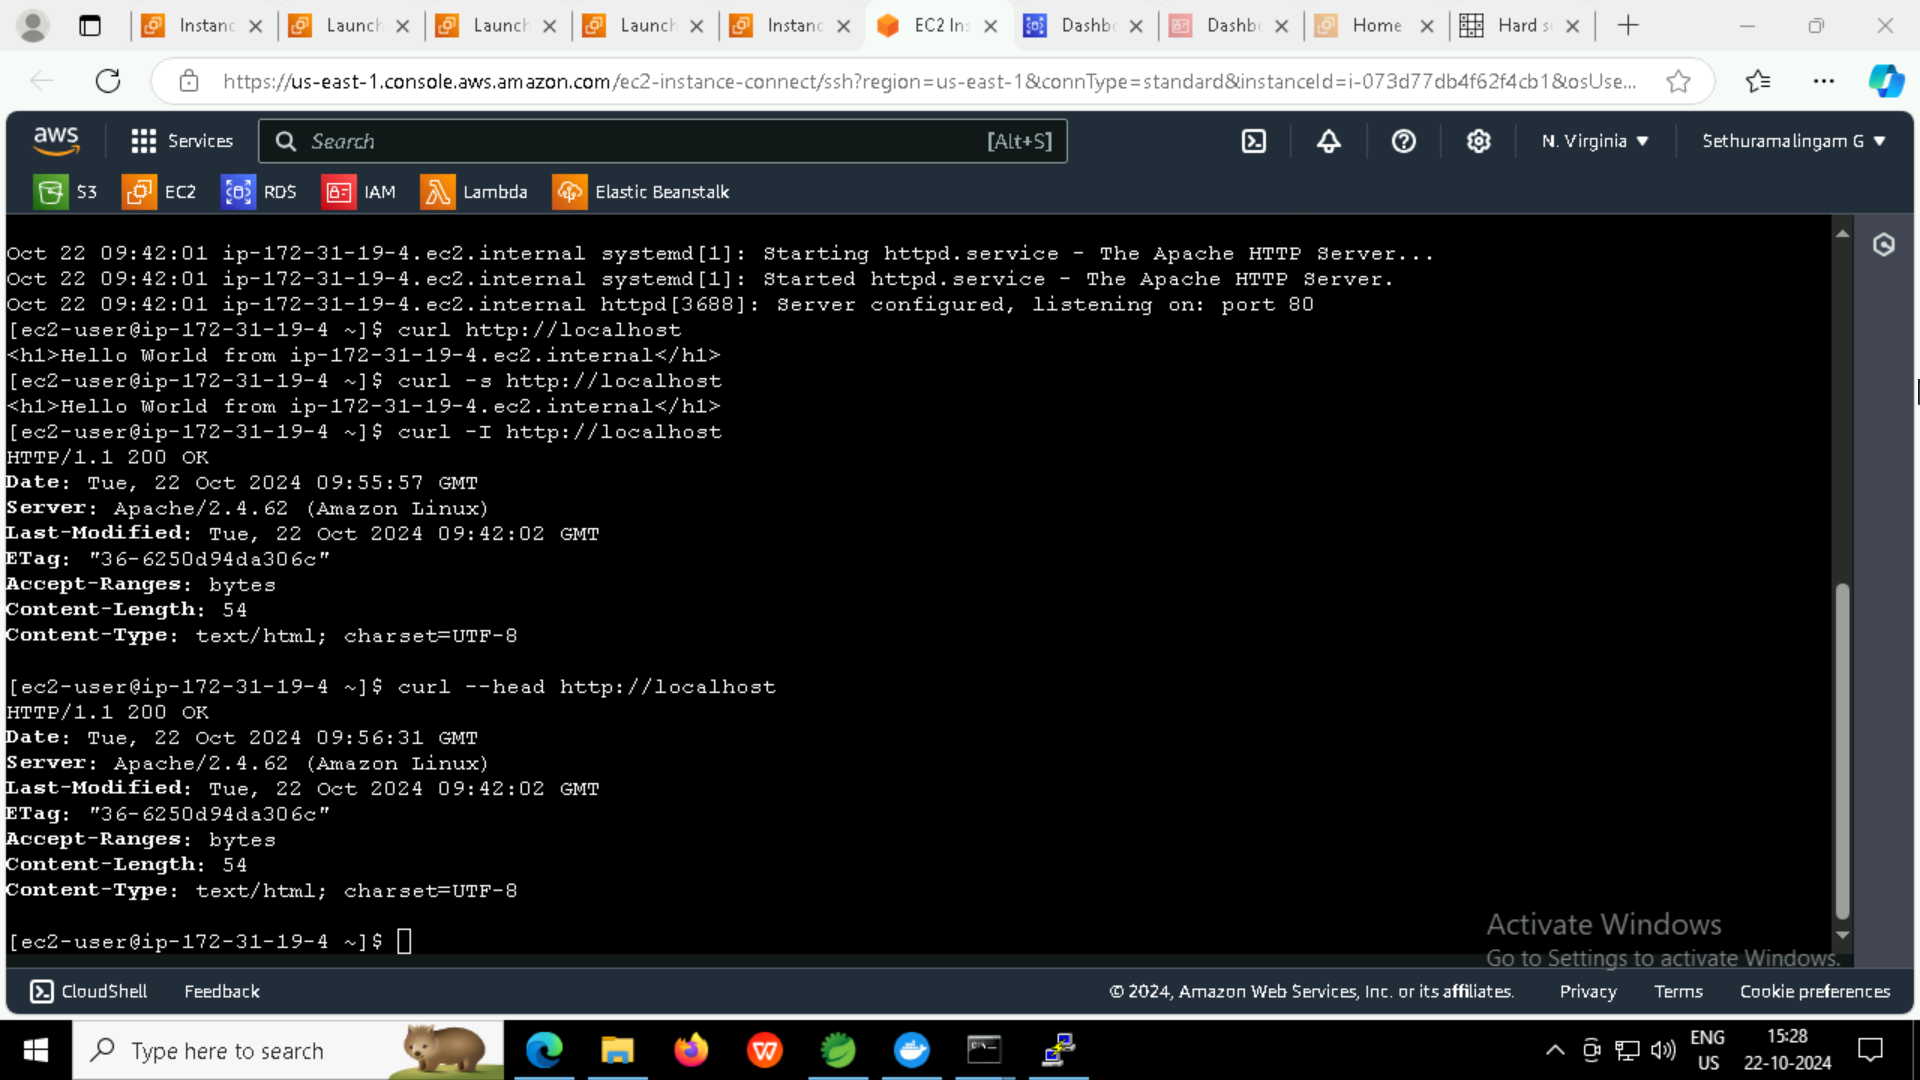 Instanc
Launch
Launch
Launch
Instanc
EC2 Ins
Dashbo
Dashbo
Home
Hard s
https://us-east-1.console.aws.amazon.com/ec2-instance-connect/ssh?region=us-east-1&connType=standard&instanceId=i-073d77db4f62f4cb1&osUse...
aws
Services
Search
[Alt+S]
N. Virginia
Sethuramalingam G
S3
EC2
RDS
IAM
Lambda
Elastic Beanstalk
Oct 22 09:42:01 ip-172-31-19-4.ec2.internal systemd[1]: Starting httpd.service - The Apache HTTP Server...
Oct 22 09:42:01 ip-172-31-19-4.ec2.internal systemd[1]: Started httpd.service - The Apache HTTP Server.
Oct 22 09:42:01 ip-172-31-19-4.ec2.internal httpd[3688]: Server configured, listening on: port 80
[ec2-user@ip-172-31-19-4 ~]$ curl http://localhost
<h1>Hello World from ip-172-31-19-4.ec2.internal</h1>
[ec2-user@ip-172-31-19-4 ~]$ curl -s http://localhost
<h1>Hello World from ip-172-31-19-4.ec2.internal</h1>
[ec2-user@ip-172-31-19-4 ~]$ curl -I http://localhost
HTTP/1.1 200 OK
Date: Tue, 22 Oct 2024 09:55:57 GMT
Server: Apache/2.4.62 (Amazon Linux)
Last-Modified: Tue, 22 Oct 2024 09:42:02 GMT
ETag: "36-6250d94da306c"
Accept-Ranges: bytes
Content-Length: 54
Content-Type: text/html; charset=UTF-8
[ec2-user@ip-172-31-19-4 ~]$ curl --head http://localhost
HTTP/1.1 200 OK
Date: Tue, 22 Oct 2024 09:56:31 GMT
Server: Apache/2.4.62 (Amazon Linux)
Last-Modified: Tue, 22 Oct 2024 09:42:02 GMT
ETag: "36-6250d94da306c"
Accept-Ranges: bytes
Content-Length: 54
Content-Type: text/html; charset=UTF-8
[ec2-user@ip-172-31-19-4 ~]$
Activate Windows
Go to Settings to activate Windows.
CloudShell
Feedback
© 2024, Amazon Web Services, Inc. or its affiliates.
Privacy
Terms
Cookie preferences
Type here to search
ENG
US
15:28
22-10-2024